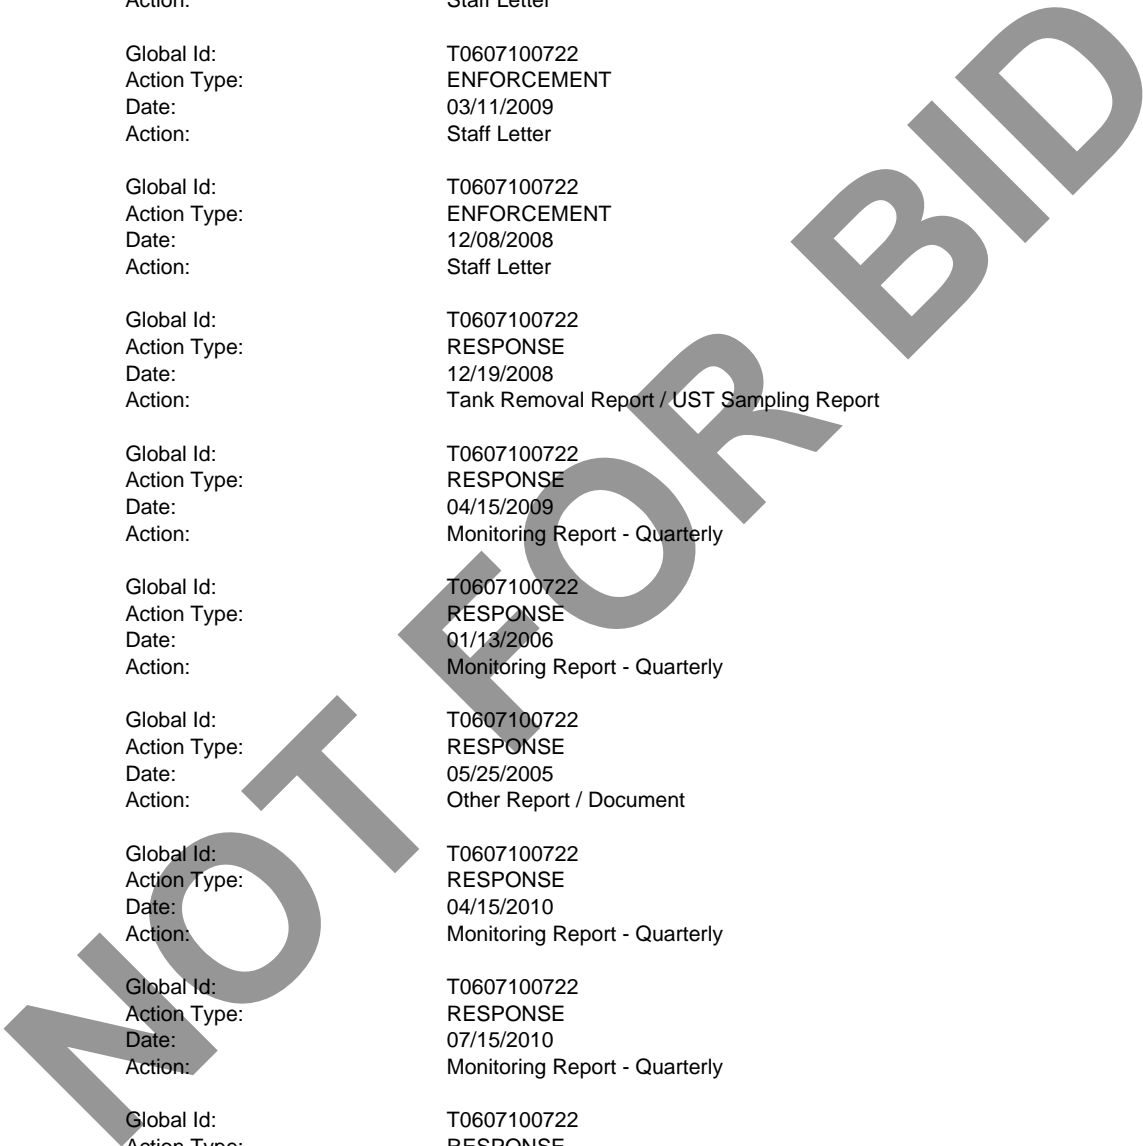 Action: Staff Letter
Global Id: T0607100722
Action Type: ENFORCEMENT
Date: 03/11/2009
Action: Staff Letter
Global Id: T0607100722
Action Type: ENFORCEMENT
Date: 12/08/2008
Action: Staff Letter
Global Id: T0607100722
Action Type: RESPONSE
Date: 12/19/2008
Action: Tank Removal Report / UST Sampling Report
Global Id: T0607100722
Action Type: RESPONSE
Date: 04/15/2009
Action: Monitoring Report - Quarterly
Global Id: T0607100722
Action Type: RESPONSE
Date: 01/13/2006
Action: Monitoring Report - Quarterly
Global Id: T0607100722
Action Type: RESPONSE
Date: 05/25/2005
Action: Other Report / Document
Global Id: T0607100722
Action Type: RESPONSE
Date: 04/15/2010
Action: Monitoring Report - Quarterly
Global Id: T0607100722
Action Type: RESPONSE
Date: 07/15/2010
Action: Monitoring Report - Quarterly
Global Id: T0607100722
Action Type: RESPONSE
NOT FOR BID